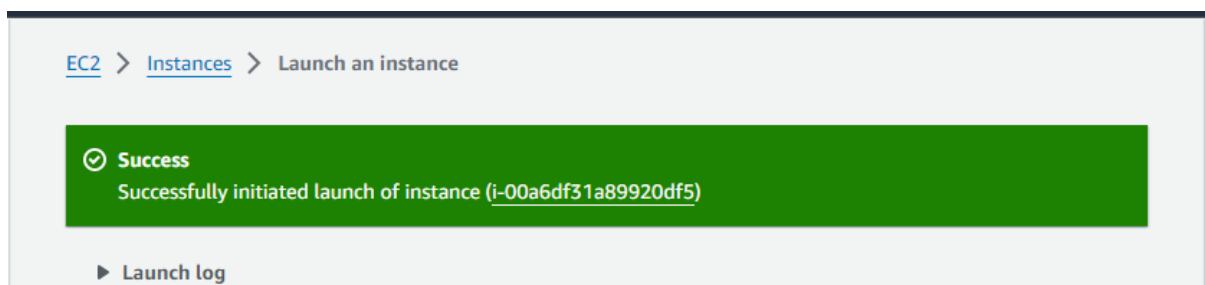 EC2 > Instances > Launch an instance
Success
Successfully initiated launch of instance (i-00a6df31a89920df5)
Launch log